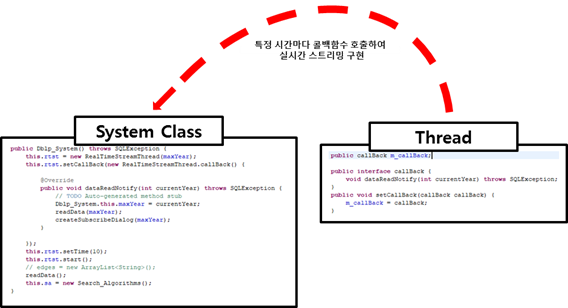 특정 시간마다 콜백함수 호출하여
실시간 스트리밍 구현
System Class
public Dblp_System() throws SQLException {
this.rtst = new RealTimeStreamThread(maxYear);
this.rtst.setCallBack(new RealTimeStreamThread.callBack() {
@Override
public void dataReadNotify(int currentYear) throws SQLException {
// TODO Auto-generated method stub
Dblp_System.this.maxYear = currentYear;
readData(maxYear);
createSubscribeDialog(maxYear);
}
});
this.rtst.setTime(10);
this.rtst.start();
// edges = new ArrayList<String>();
readData();
this.sa = new Search_Algorithms();
}
Thread
public callBack m_callBack;
public interface callBack {
void dataReadNotify(int currentYear) throws SQLException;
}
public void setCallBack(callBack callBack) {
m_callBack = callBack;
}